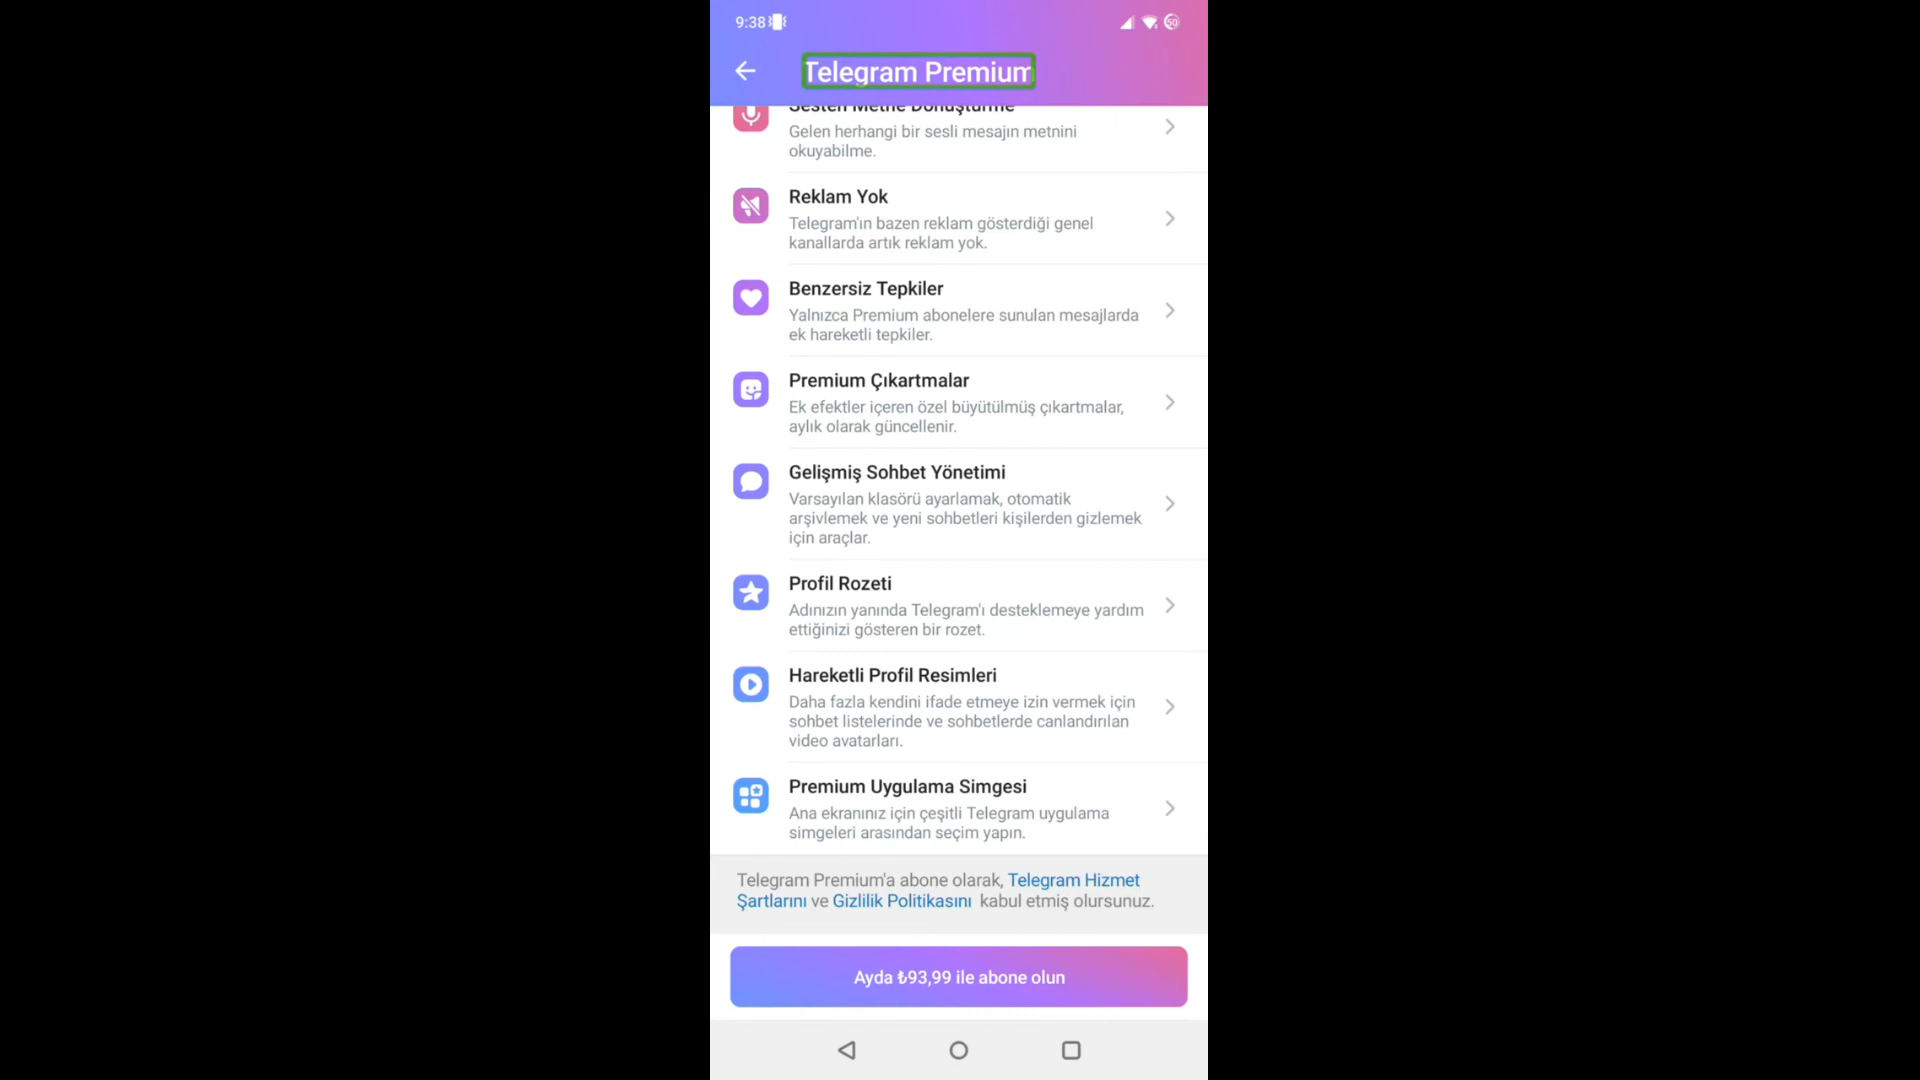 9:38
50
Telegram Premium
Sesten Metne Dönüştürme
Gelen herhangi bir sesli mesajın metnini
okuyabilme.
Reklam Yok
Telegram'ın bazen reklam gösterdiği genel
kanallarda artık reklam yok.
Benzersiz Tepkiler
Yalnızca Premium abonelere sunulan mesajlarda
ek hareketli tepkiler.
Premium Çıkartmalar
Ek efektler içeren özel büyütülmüş çıkartmalar,
aylık olarak güncellenir.
Gelişmiş Sohbet Yönetimi
Varsayılan klasörü ayarlamak, otomatik
arşivlemek ve yeni sohbetleri kişilerden gizlemek
için araçlar.
Profil Rozeti
Adınızın yanında Telegram'ı desteklemeye yardım
ettiğinizi gösteren bir rozet.
Hareketli Profil Resimleri
Daha fazla kendini ifade etmeye izin vermek için
sohbet listelerinde ve sohbetlerde canlandırılan
video avatarları.
Premium Uygulama Simgesi
Ana ekranınız için çeşitli Telegram uygulama
simgeleri arasından seçim yapın.
Telegram Premium'a abone olarak, Telegram Hizmet
Şartlarını ve Gizlilik Politikasını kabul etmiş olursunuz.
Ayda ₺93,99 ile abone olun